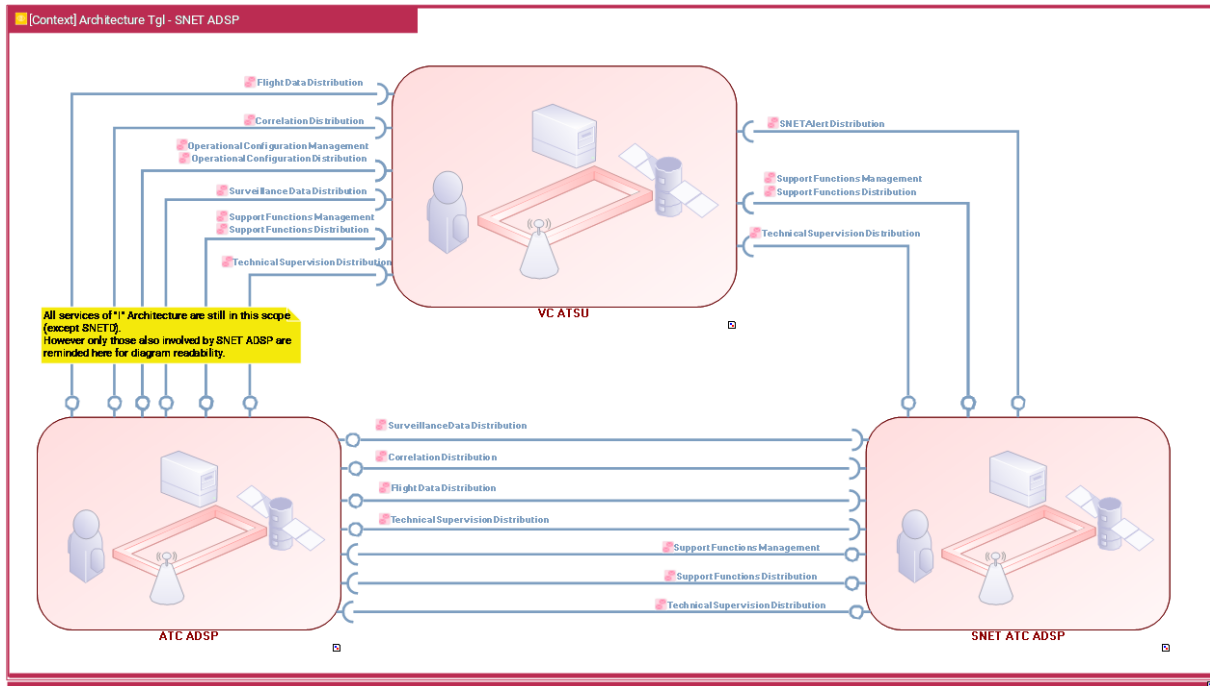 [Context] Architecture Tgl - SNET ADSP
Flight Data Distribution
Correlation Distribution
Operational Configuration Management
Operational Configuration Distribution
Surveillance Data Distribution
Support Functions Management
Support Functions Distribution
Technical Supervision Distribution
SNET Alert Distribution
Support Functions Management
Support Functions Distribution
Technical Supervision Distribution
VC ATSU
All services of "I" Architecture are still in this scope
(except SNETD).
However only those also involved by SNET ADSP are
reminded here for diagram readability.
Surveillance Data Distribution
Correlation Distribution
Flight Data Distribution
Technical Supervision Distribution
Support Functions Management
Support Functions Distribution
Technical Supervision Distribution
ATC ADSP
SNET ATC ADSP